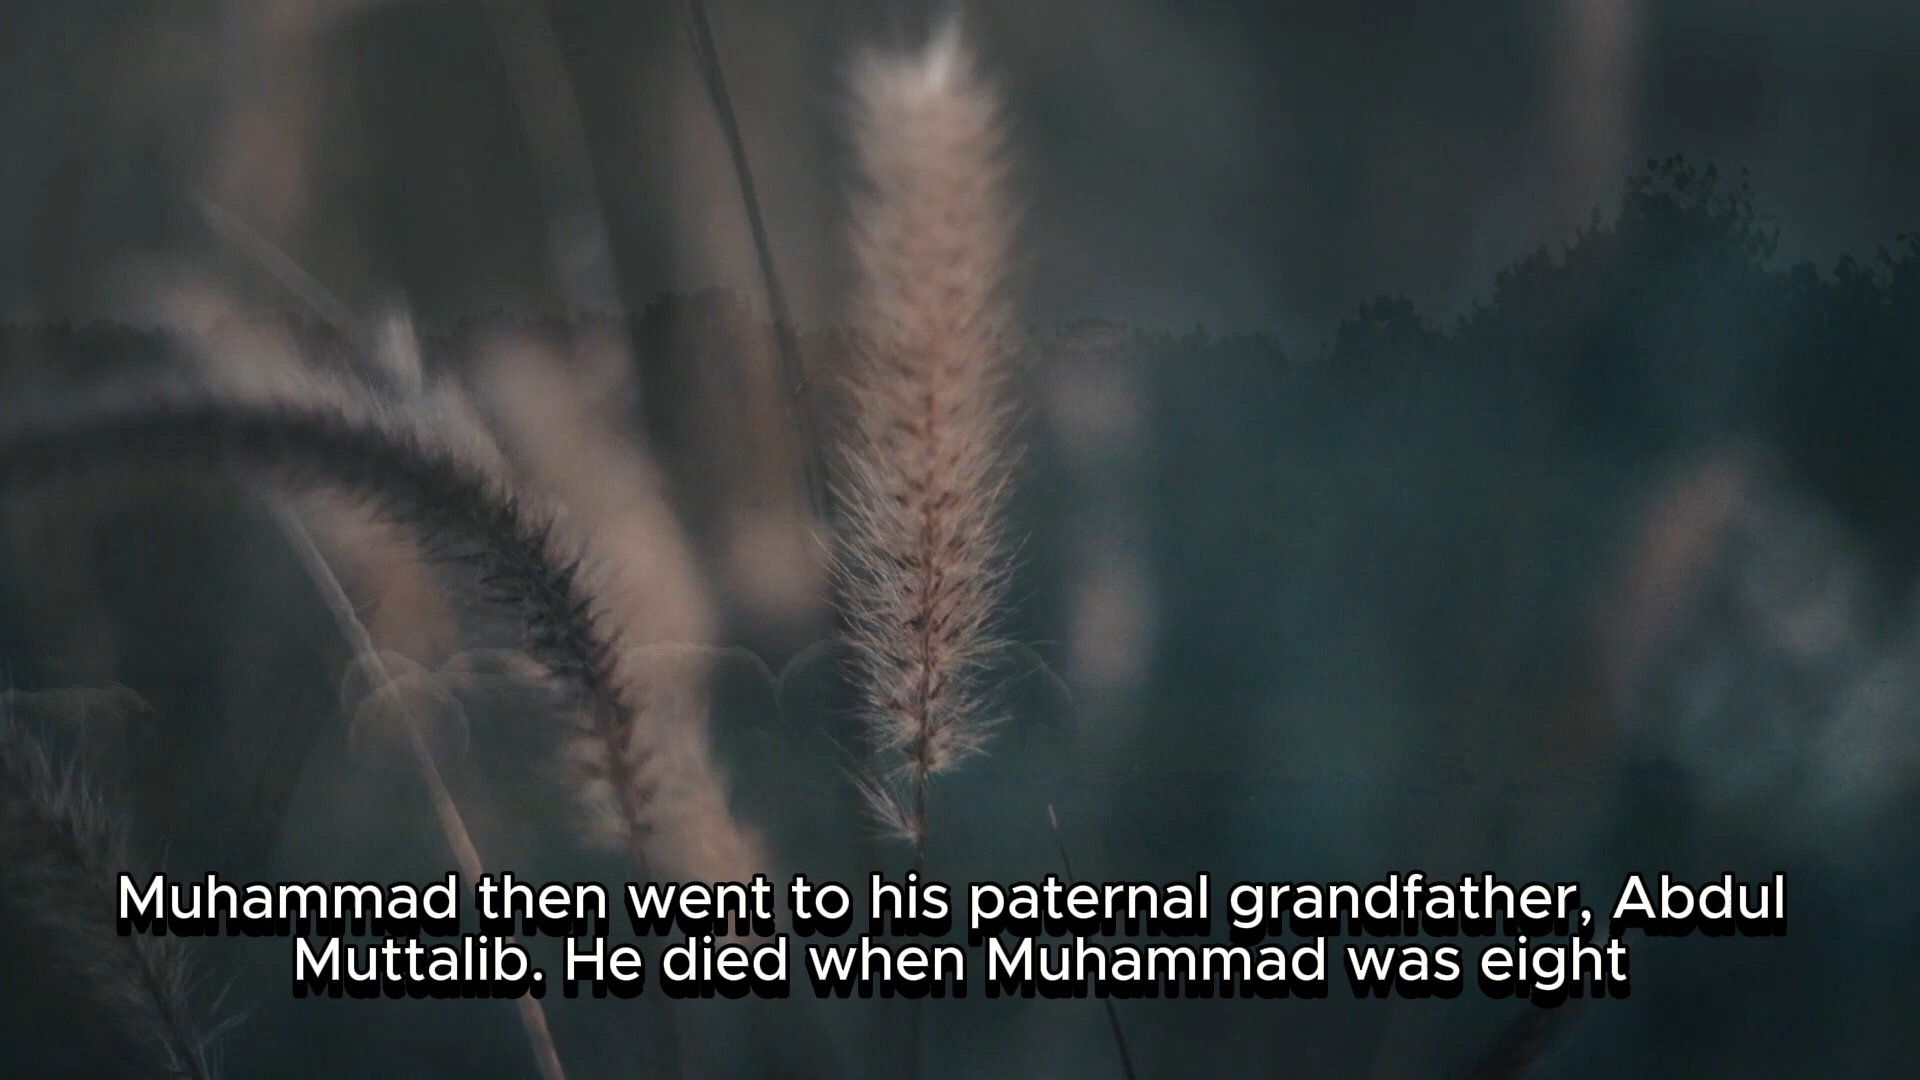 Muhammad then went to his paternal grandfather, Abdul
Muttalib. He died when Muhammad was eight